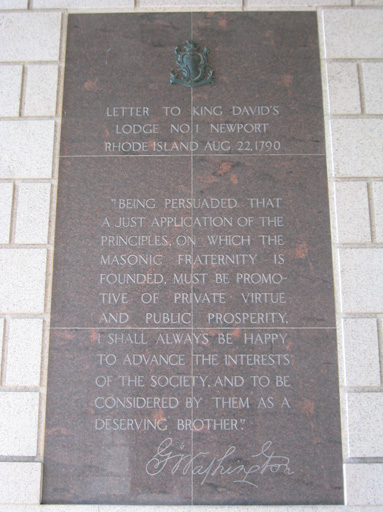 LETTER TO KING DAVID'S
LODGE NO 1 NEWPORT
RHODE ISLAND AUG 22, 1790
"BEING PERSUADED THAT
A JUST APPLICATION OF THE
PRINCIPLES, ON WHICH THE
MASONIC FRATERNITY IS
FOUNDED, MUST BE PROMO-
TIVE OF PRIVATE VIRTUE
AND PUBLIC PROSPERITY,
I SHALL ALWAYS BE HAPPY
TO ADVANCE THE INTERESTS
OF THE SOCIETY, AND TO BE
CONSIDERED BY THEM AS A
DESERVING BROTHER."
G Washington